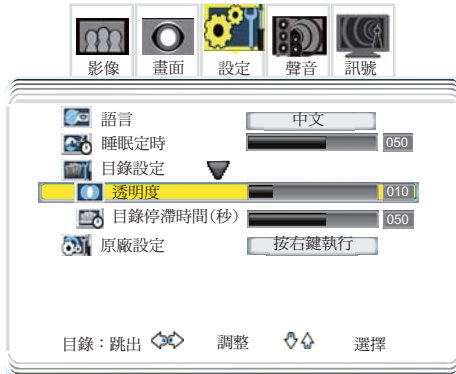 影像 畫面 設定 聲音 訊號
語言 中文
睡眠定時 050
目錄設定
透明度 010
目錄停滯時間(秒) 050
原廠設定 按右鍵執行
目錄：跳出 調整 選擇